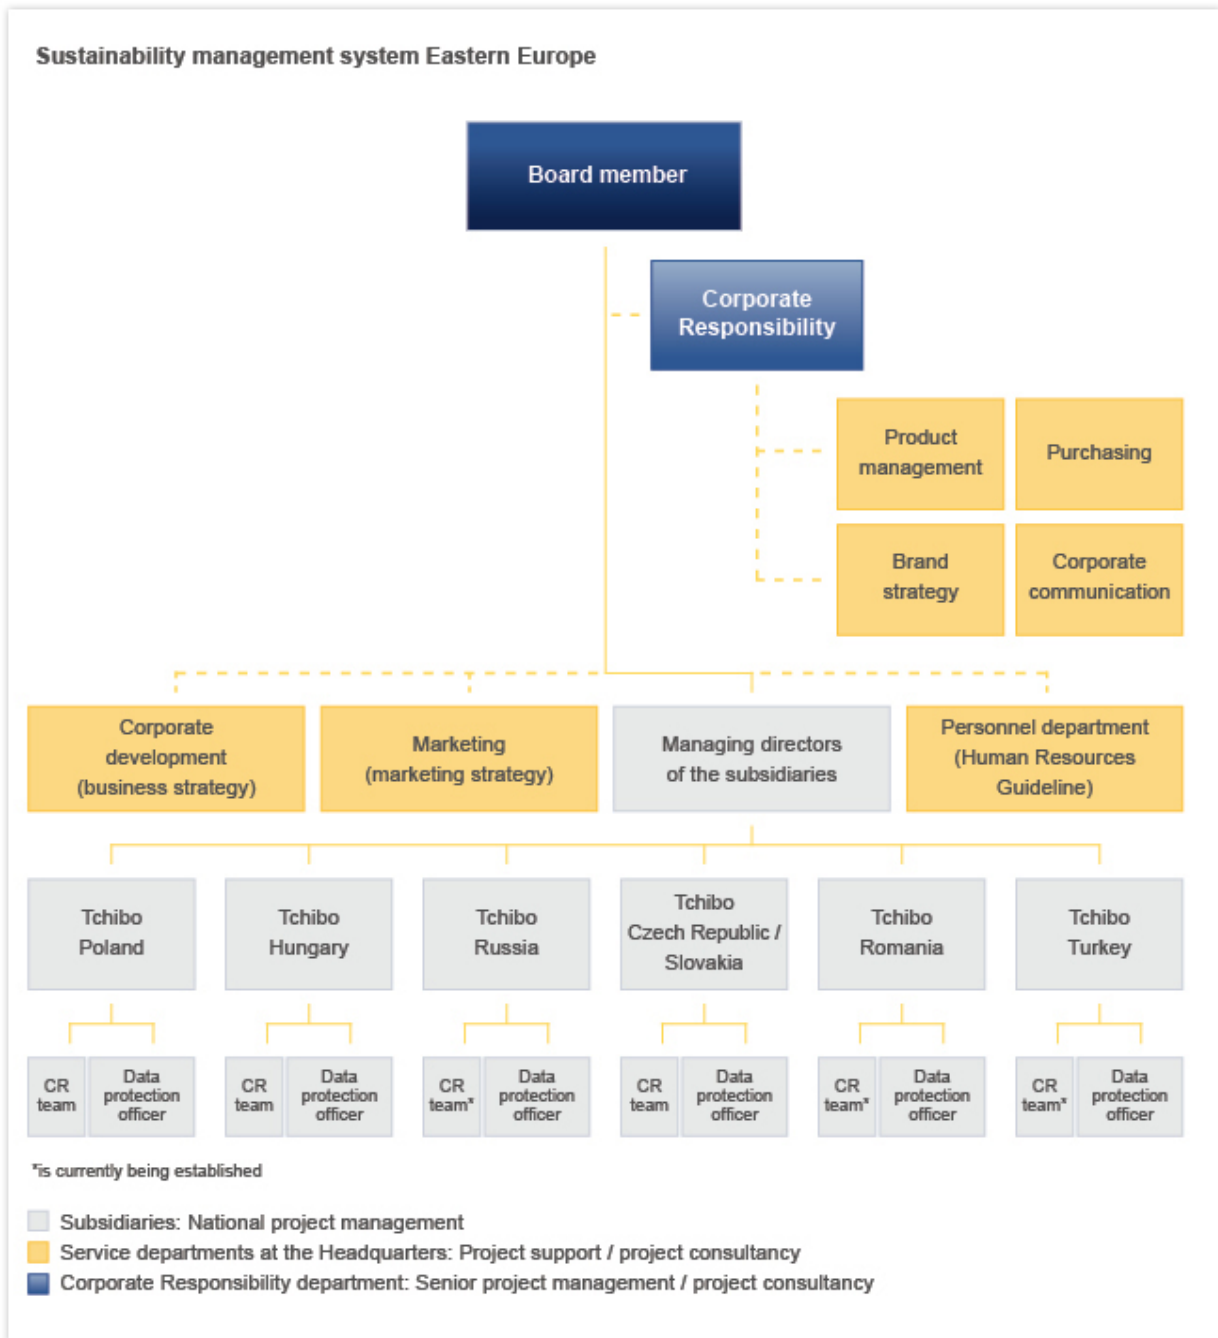 Sustainability management system Eastern Europe
Board member
Corporate
Responsibility
Product
management
Purchasing
Brand
strategy
Corporate
communication
Corporate
development
(business strategy)
Marketing
(marketing strategy)
Managing directors
of the subsidiaries
Personnel department
(Human Resources
Guideline)
Tchibo
Poland
Tchibo
Hungary
Tchibo
Russia
Tchibo
Czech Republic /
Slovakia
Tchibo
Romania
Tchibo
Turkey
CR
team
Data
protection
officer
CR
team
Data
protection
officer
CR
team*
Data
protection
officer
CR
team
Data
protection
officer
CR
team*
Data
protection
officer
CR
team*
Data
protection
officer
*is currently being established
Subsidiaries: National project management
Service departments at the Headquarters: Project support / project consultancy
Corporate Responsibility department: Senior project management / project consultancy